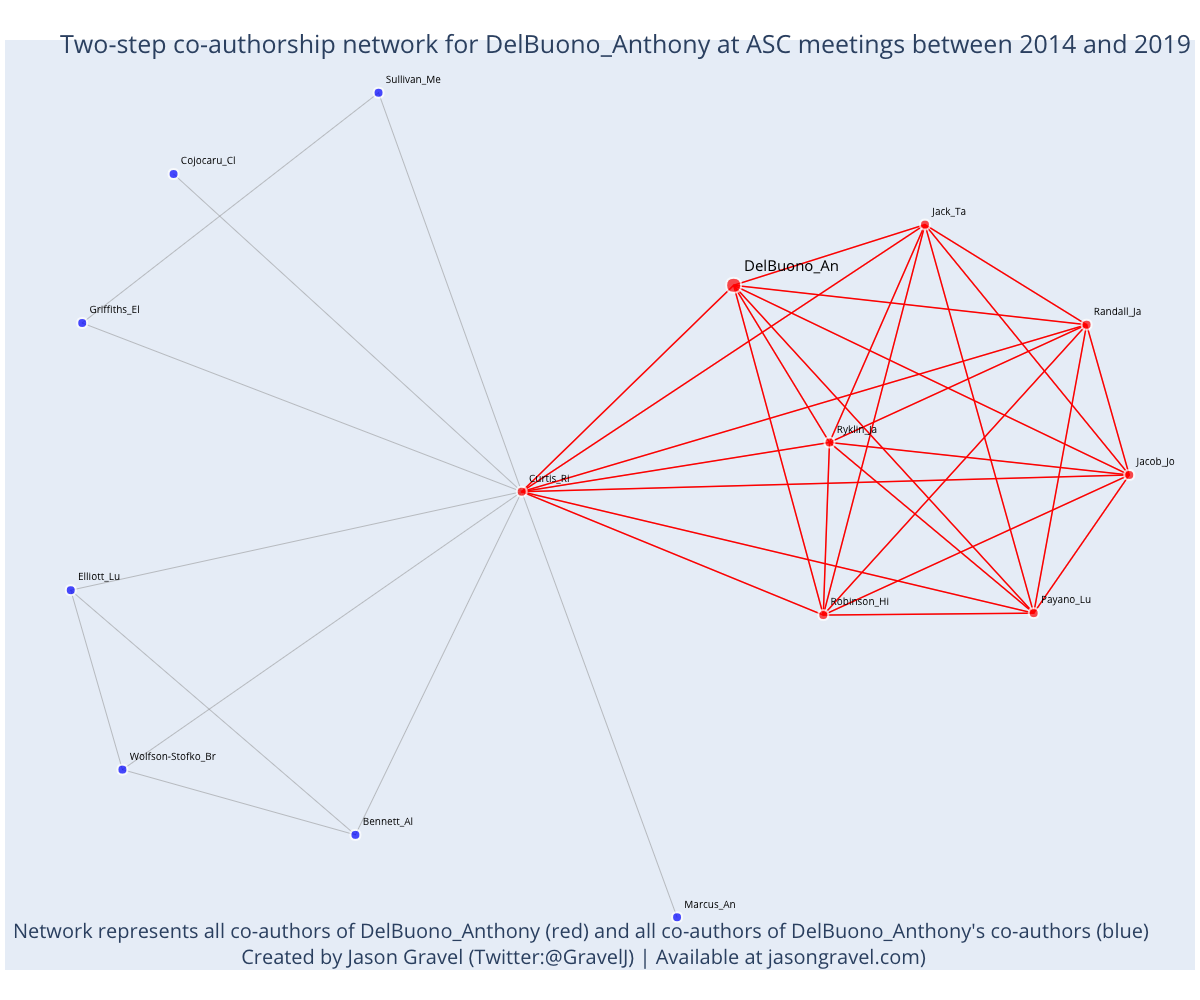 Two-step co-authorship network for DelBuono_Anthony at ASC meetings between 2014 and 2019
Sullivan_Me
Cojocaru_Cl
Jack_Ta
DelBuono_An
Griffiths_El
Randall_Ja
Ryklin_Ja
Jacob_Jo
Curtis_Ri
Elliott_Lu
Robinson_Hi
Payano_Lu
Wolfson-Stofko_Br
Bennett_Al
Marcus_An
Network represents all co-authors of DelBuono_Anthony (red) and all co-authors of DelBuono_Anthony's co-authors (blue)
Created by Jason Gravel (Twitter:@GravelJ) | Available at jasongravel.com)